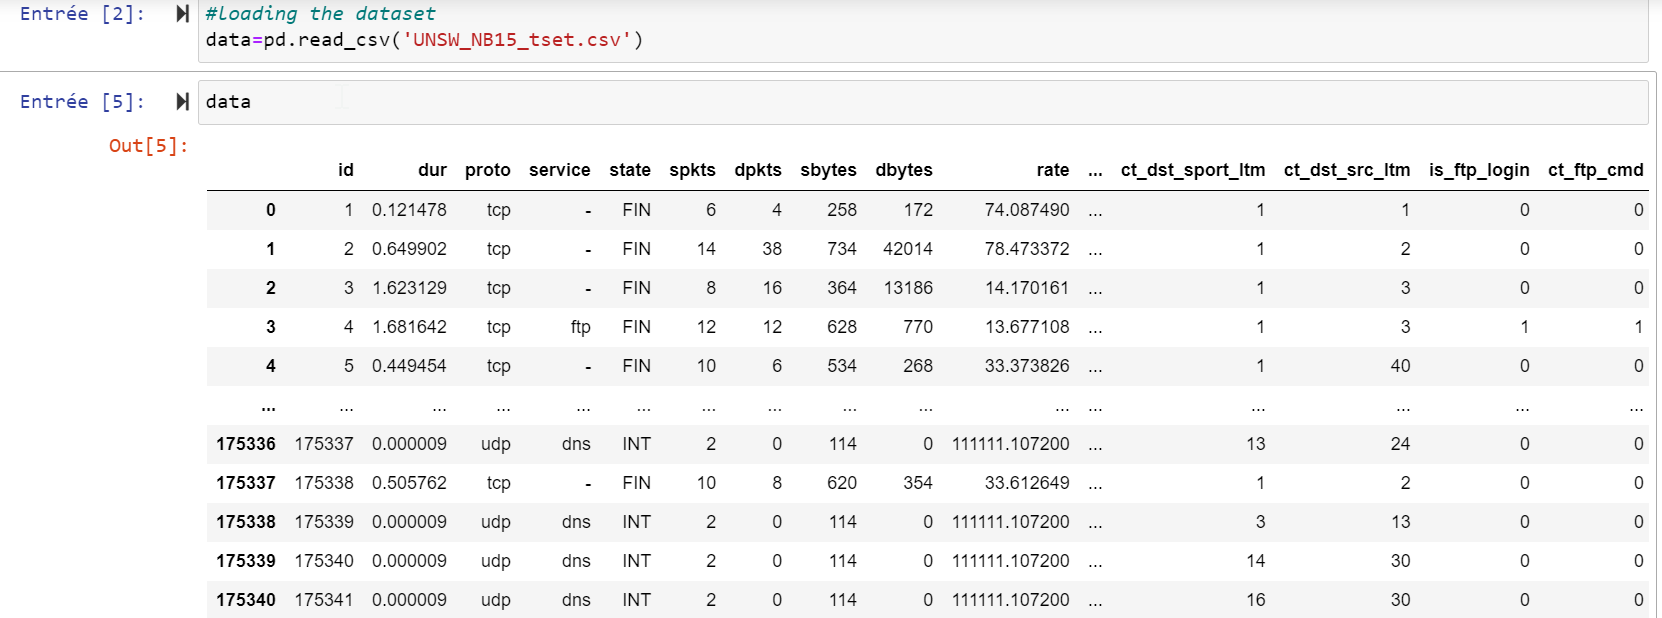 Entrée [2]: #loading the dataset
data=pd.read_csv('UNSW_NB15_tset.csv')
Entrée [5]: data
Out[5]:
id dur proto service state spkts dpkts sbytes dbytes rate ... ct_dst_sport_ltm ct_dst_src_ltm is_ftp_login ct_ftp_cmd
0 1 0.121478 tcp - FIN 6 4 258 172 74.087490 ... 1 1 0 0
1 2 0.649902 tcp - FIN 14 38 734 42014 78.473372 ... 1 2 0 0
2 3 1.623129 tcp - FIN 8 16 364 13186 14.170161 ... 1 3 0 0
3 4 1.681642 tcp ftp FIN 12 12 628 770 13.677108 ... 1 3 1 1
4 5 0.449454 tcp - FIN 10 6 534 268 33.373826 ... 1 40 0 0
... ... ... ... ... ... ... ... ... ... ... ... ... ... ... ...
175336 175337 0.000009 udp dns INT 2 0 114 0 111111.107200 ... 13 24 0 0
175337 175338 0.505762 tcp - FIN 10 8 620 354 33.612649 ... 1 2 0 0
175338 175339 0.000009 udp dns INT 2 0 114 0 111111.107200 ... 3 13 0 0
175339 175340 0.000009 udp dns INT 2 0 114 0 111111.107200 ... 14 30 0 0
175340 175341 0.000009 udp dns INT 2 0 114 0 111111.107200 ... 16 30 0 0